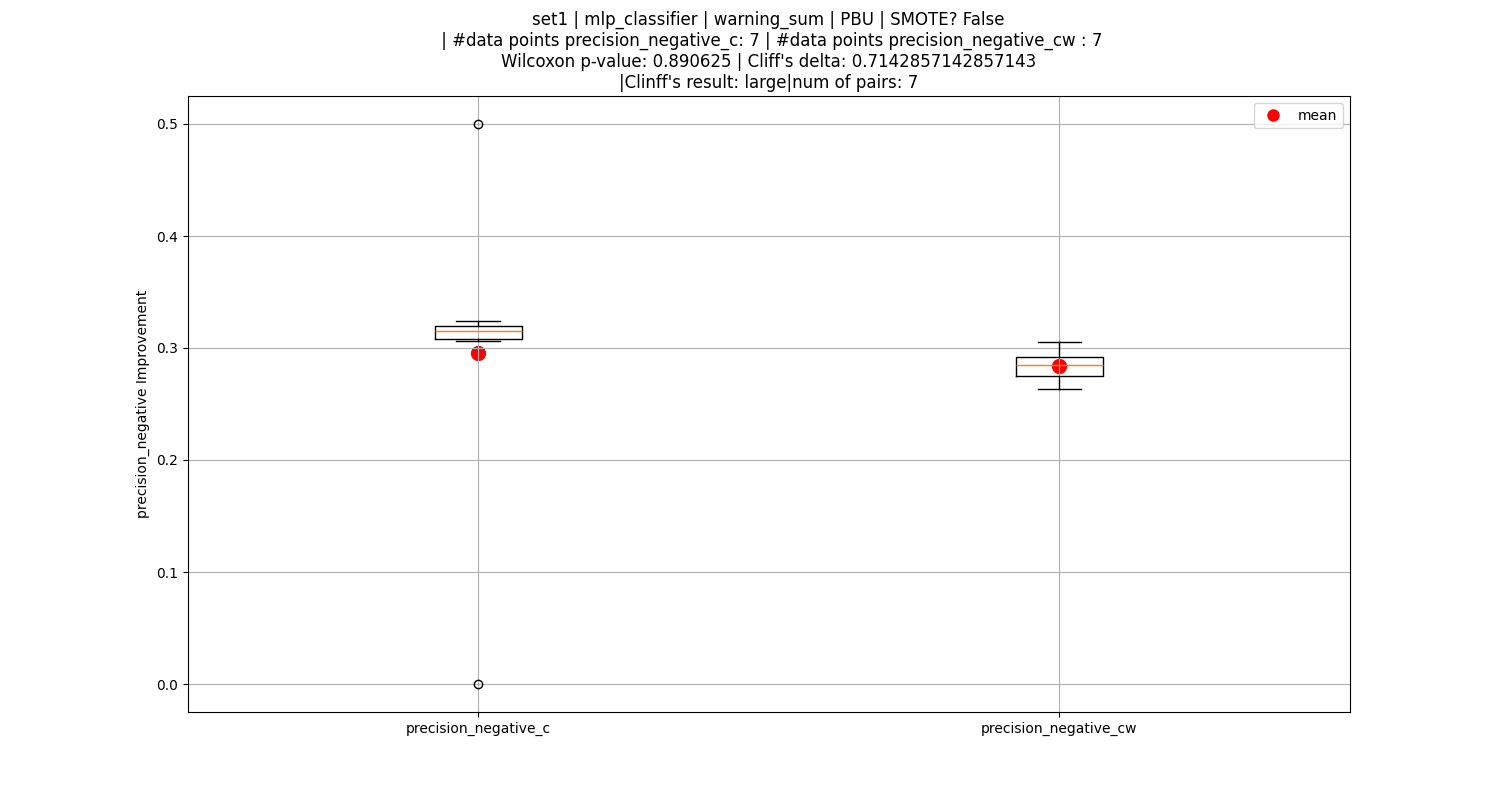 set1 | mlp_classifier | warning_sum | PBU | SMOTE? False
| #data points precision_negative_c: 7 | #data points precision_negative_cw : 7
Wilcoxon p-value: 0.890625 | Cliff's delta: 0.7142857142857143
|Clinff's result: large|num of pairs: 7
mean
0.5
0.4
0.3
0.2
0.1
0.0
precision_negative Improvement
precision_negative_c
precision_negative_cw